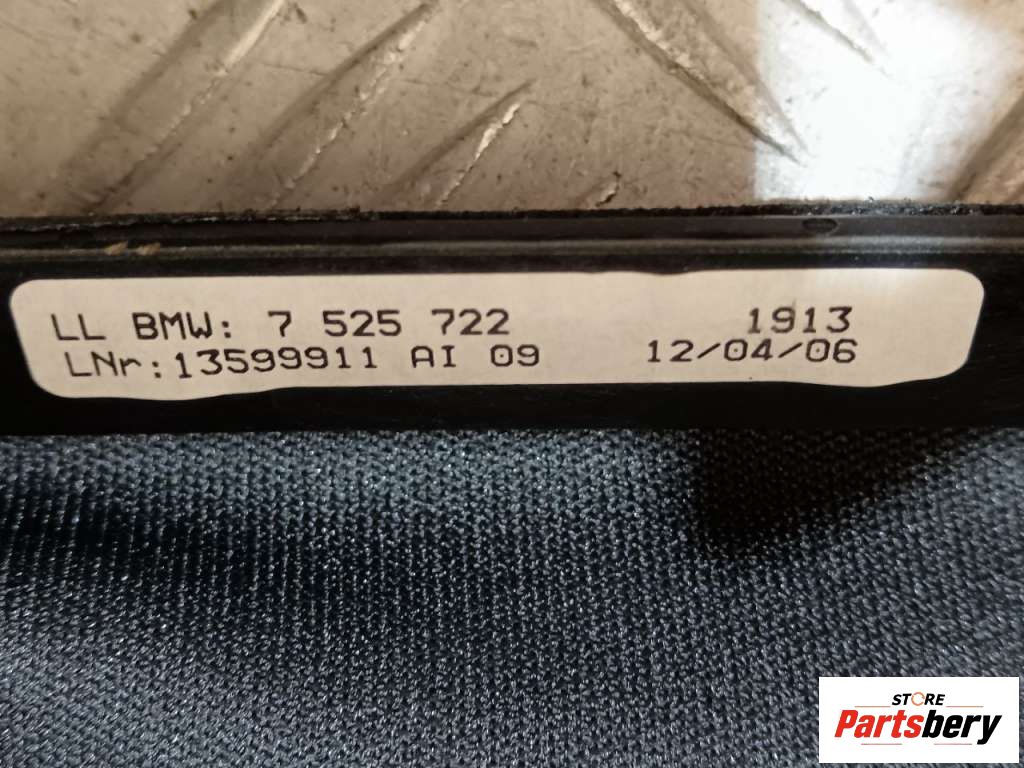 LL BMW: 7 525 722 1913
LNr:13599911 AI 09 12/04/06
STORE
Partsbery